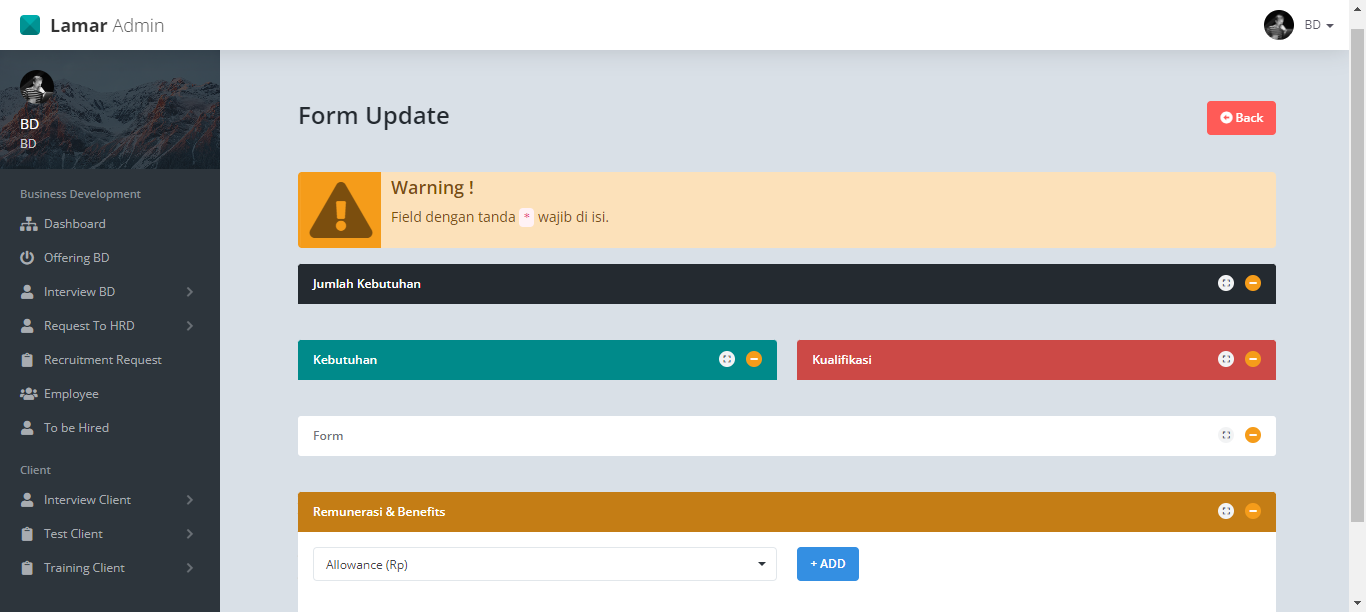 Lamar Admin
BD
BD
BD
Business Development
Dashboard
Offering BD
Interview BD
Request To HRD
Recruitment Request
Employee
To be Hired
Client
Interview Client
Test Client
Training Client
Form Update
Back
Warning !
Field dengan tanda * wajib di isi.
Jumlah Kebutuhan
Kebutuhan
Kualifikasi
Form
Remunerasi & Benefits
Allowance (Rp)
+ ADD